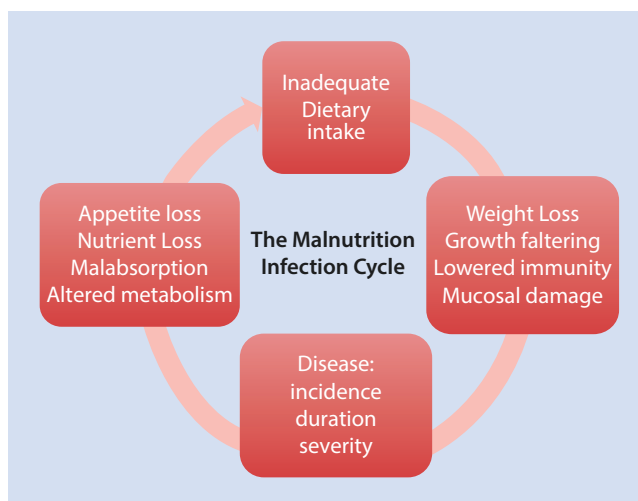 Inadequate
Dietary
intake
Weight Loss
Growth faltering
Lowered immunity
Mucosal damage
Disease:
incidence
duration
severity
Appetite loss
Nutrient Loss
Malabsorption
Altered metabolism
The Malnutrition
Infection Cycle